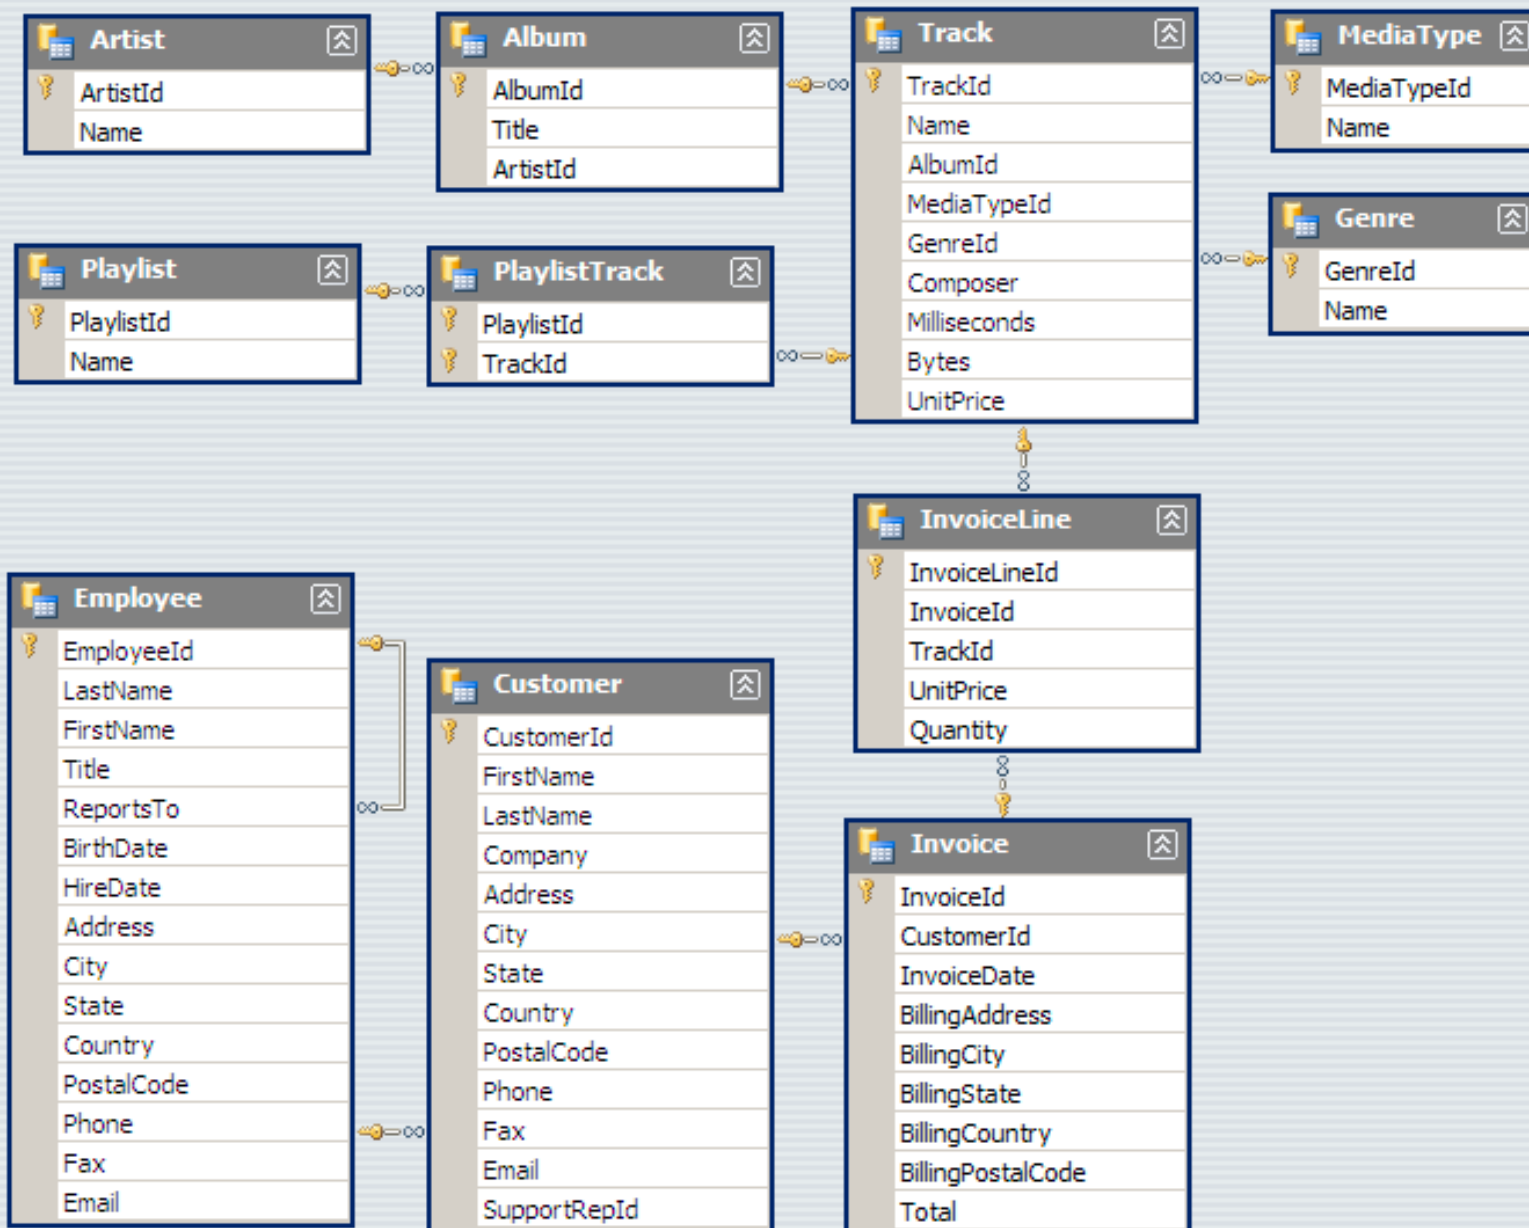 Artist
ArtistId
Name
Album
AlbumId
Title
ArtistId
Track
TrackId
Name
AlbumId
MediaTypeId
GenreId
Composer
Milliseconds
Bytes
UnitPrice
MediaType
MediaTypeId
Name
Genre
GenreId
Name
Playlist
PlaylistId
Name
PlaylistTrack
PlaylistId
TrackId
InvoiceLine
InvoiceLineId
InvoiceId
TrackId
UnitPrice
Quantity
Employee
EmployeeId
LastName
FirstName
Title
ReportsTo
BirthDate
HireDate
Address
City
State
Country
PostalCode
Phone
Fax
Email
Customer
CustomerId
FirstName
LastName
Company
Address
City
State
Country
PostalCode
Phone
Fax
Email
SupportRepId
Invoice
InvoiceId
CustomerId
InvoiceDate
BillingAddress
BillingCity
BillingState
BillingCountry
BillingPostalCode
Total